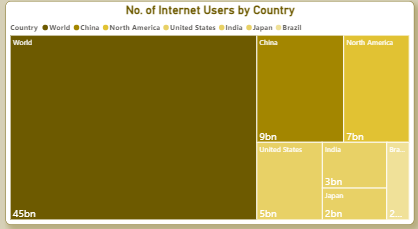 No. of Internet Users by Country
Country World China North America United States India Japan Brazil
World
45bn
China
9bn
North America
7bn
United States
5bn
India
3bn
Japan
2bn
Bra...
2...